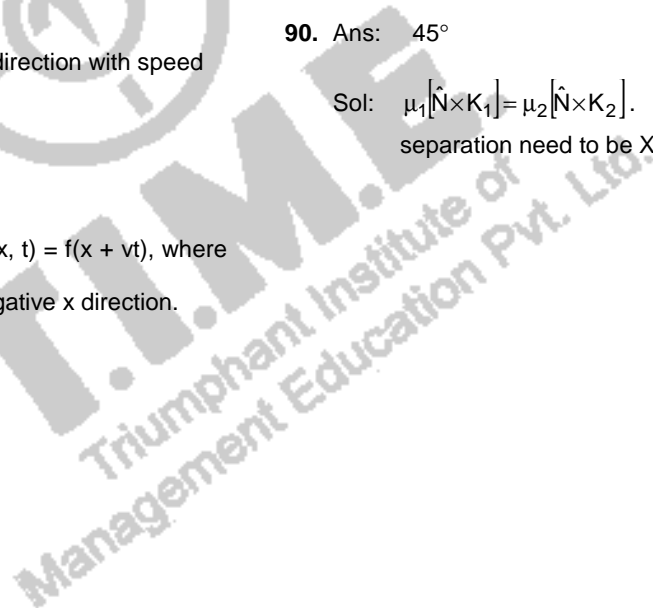 direction with speed
x, t) = f(x + vt), where
gative x direction.
90. Ans: 45°
Sol: μ₁[N̂×K₁]=μ₂[N̂×K₂].
separation need to be X
T.I.M.E.
Triumphant Institute of
Management Education Pvt. Ltd.